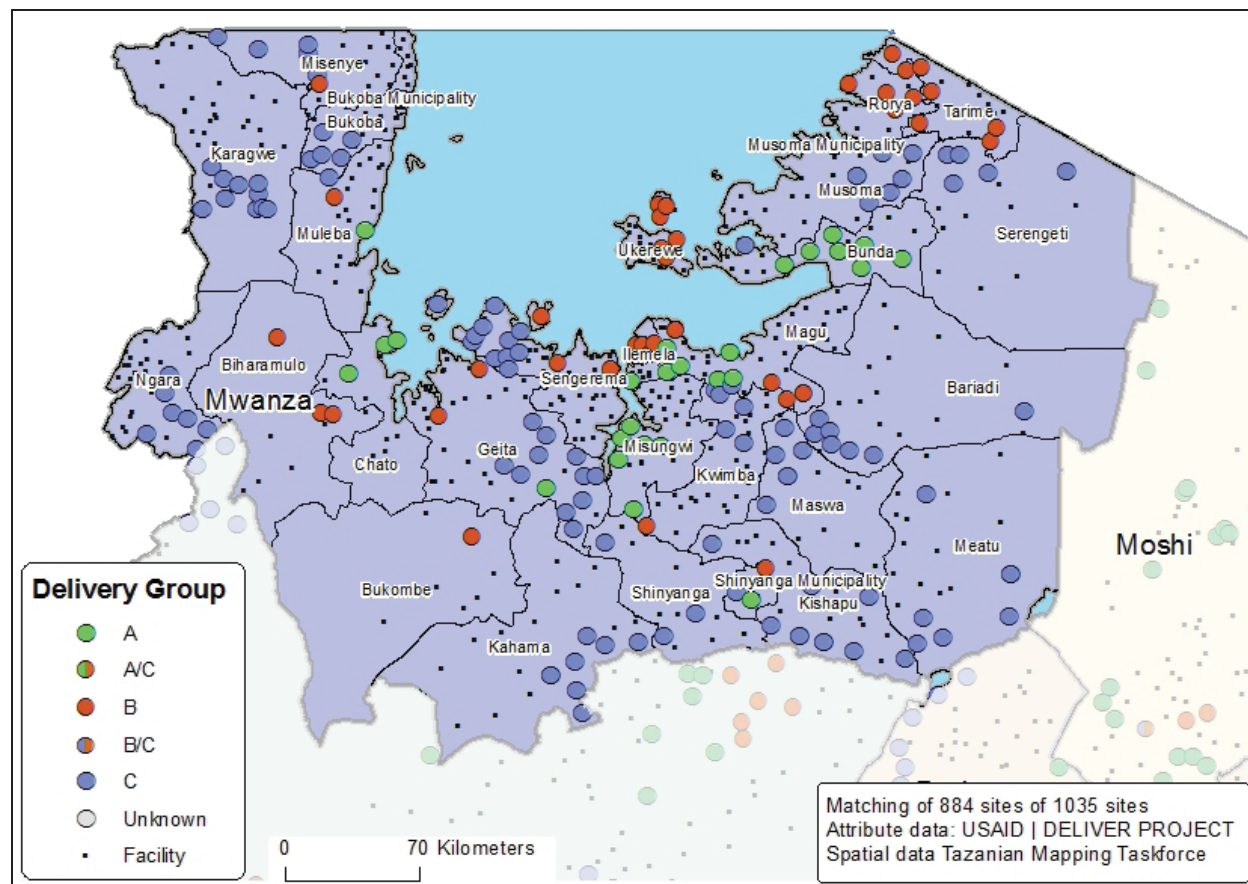 Misenye
Bukoba Municipality
Bukoba
Karagwe
Muleba
Rorya
Tarime
Musoma Municipality
Musoma
Serengeti
Ukerewe
Bunda
Magu
Ilemela
Biharamulo
Ngara
Mwanza
Sengerema
Bariadi
Chato
Geita
Misungwi
Kwimba
Maswa
Meatu
Moshi
Bukombe
Shinyanga
Shinyanga Municipality
Kishapu
Kahama
Delivery Group
A
A/C
B
B/C
C
Unknown
Facility
0 70 Kilometers
Matching of 884 sites of 1035 sites
Attribute data: USAID | DELIVER PROJECT
Spatial data Tazanian Mapping Taskforce